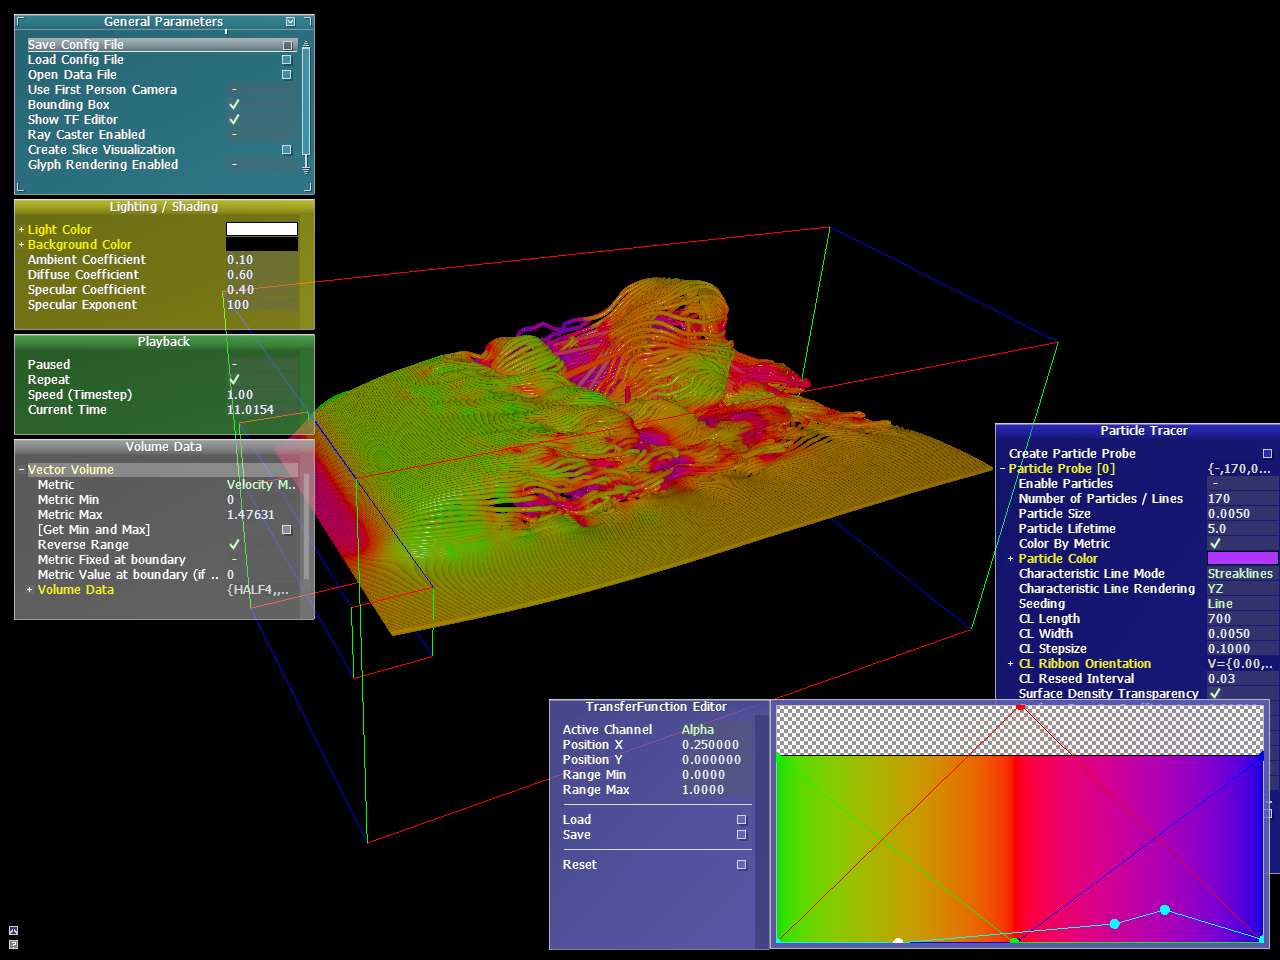 General Parameters
Save Config File
Load Config File
Open Data File
Use First Person Camera -
Bounding Box
Show TF Editor
Ray Caster Enabled -
Create Slice Visualization
Glyph Rendering Enabled -
Lighting / Shading
+ Light Color
+ Background Color
Ambient Coefficient 0.10
Diffuse Coefficient 0.60
Specular Coefficient 0.40
Specular Exponent 100
Playback
Paused -
Repeat
Speed (Timestep) 1.00
Current Time 11.0154
Volume Data
- Vector Volume
Metric Velocity M..
Metric Min 0
Metric Max 1.47631
[Get Min and Max]
Reverse Range
Metric Fixed at boundary -
Metric Value at boundary (if .. 0
+ Volume Data {HALF4,,..
Particle Tracer
Create Particle Probe
- Particle Probe [0] {-,170,0...
Enable Particles -
Number of Particles / Lines 170
Particle Size 0.0050
Particle Lifetime 5.0
Color By Metric
+ Particle Color
Characteristic Line Mode Streaklines
Characteristic Line Rendering YZ
Seeding Line
CL Length 700
CL Width 0.0050
CL Stepsize 0.1000
+ CL Ribbon Orientation V={0.00,..
CL Reseed Interval 0.03
Surface Density Transparency
TransferFunction Editor
Active Channel Alpha
Position X 0.250000
Position Y 0.000000
Range Min 0.0000
Range Max 1.0000
Load
Save
Reset
?